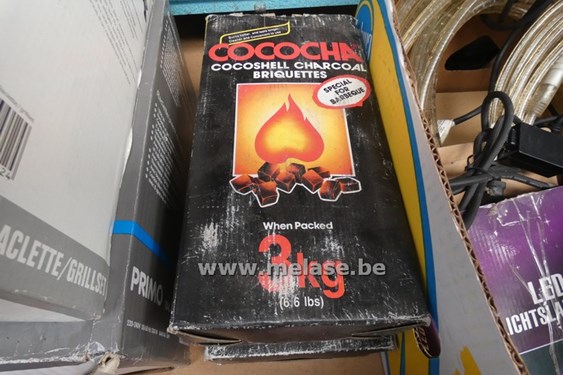 COCOCHA
COCOSHELL CHARCOAL
BRIQUETTES
SPECIAL
FOR
BARBEQUE
When Packed
3kg
(6.6 lbs)
www.melase.be
ACLETTE/GRILLSET
PRIMO
LED
ICHTSLA